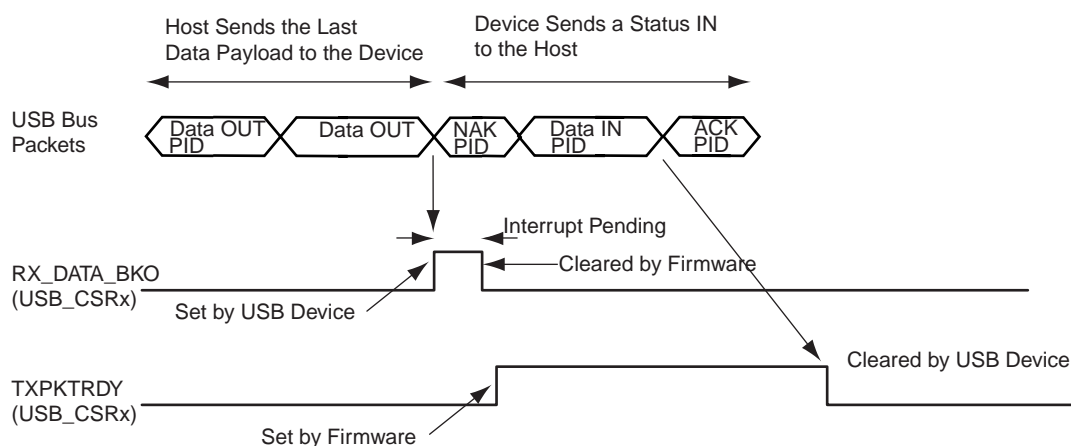 Host Sends the Last
Data Payload to the Device
Device Sends a Status IN
to the Host
USB Bus
Packets
Data OUT
PID
Data OUT
NAK
PID
Data IN
PID
ACK
PID
Interrupt Pending
RX_DATA_BKO
(USB_CSRx)
Set by USB Device
Cleared by Firmware
Cleared by USB Device
TXPKTRDY
(USB_CSRx)
Set by Firmware